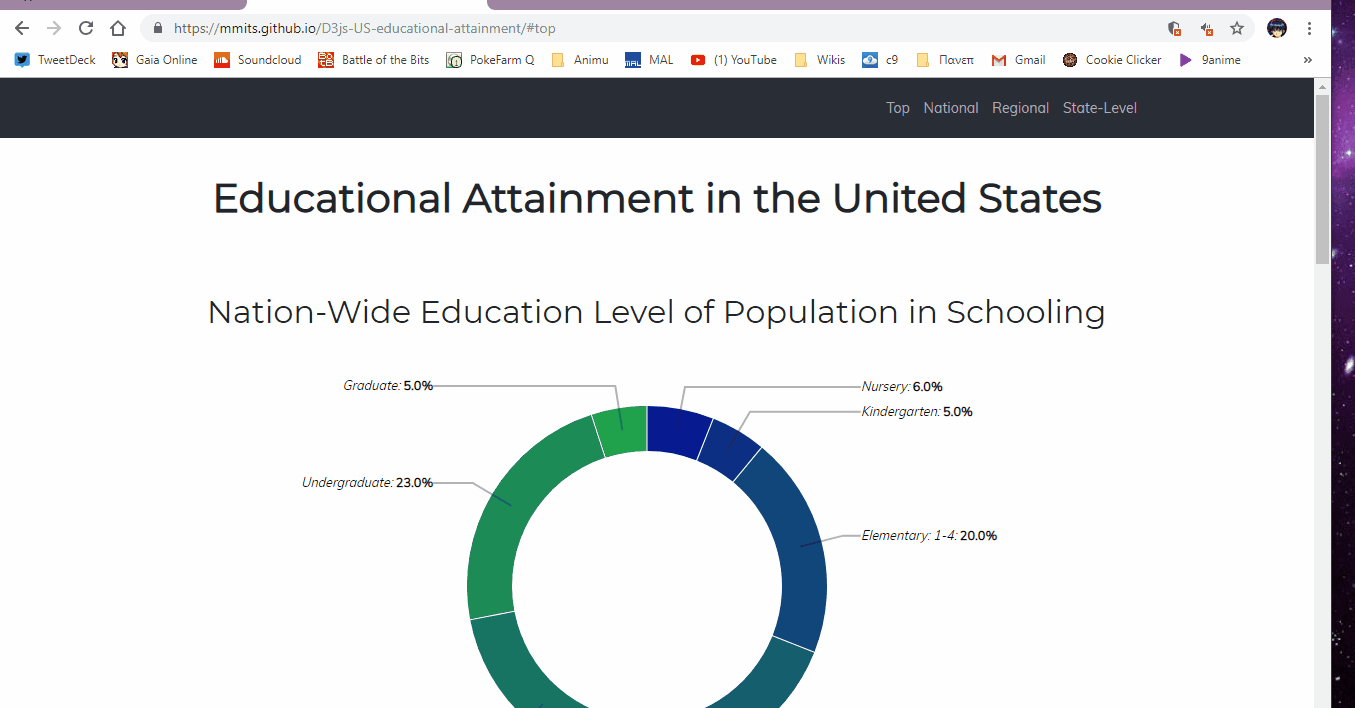 https://mmits.github.io/D3js-US-educational-attainment/#top
TweetDeck Gaia Online Soundcloud Battle of the Bits PokeFarm Q Animu MAL (1) YouTube Wikis c9 Πανεπ Gmail Cookie Clicker 9anime »
Top National Regional State-Level
Educational Attainment in the United States
Nation-Wide Education Level of Population in Schooling
Graduate: 5.0% Nursery: 6.0%
Kindergarten: 5.0%
Undergraduate: 23.0%
Elementary: 1-4: 20.0%